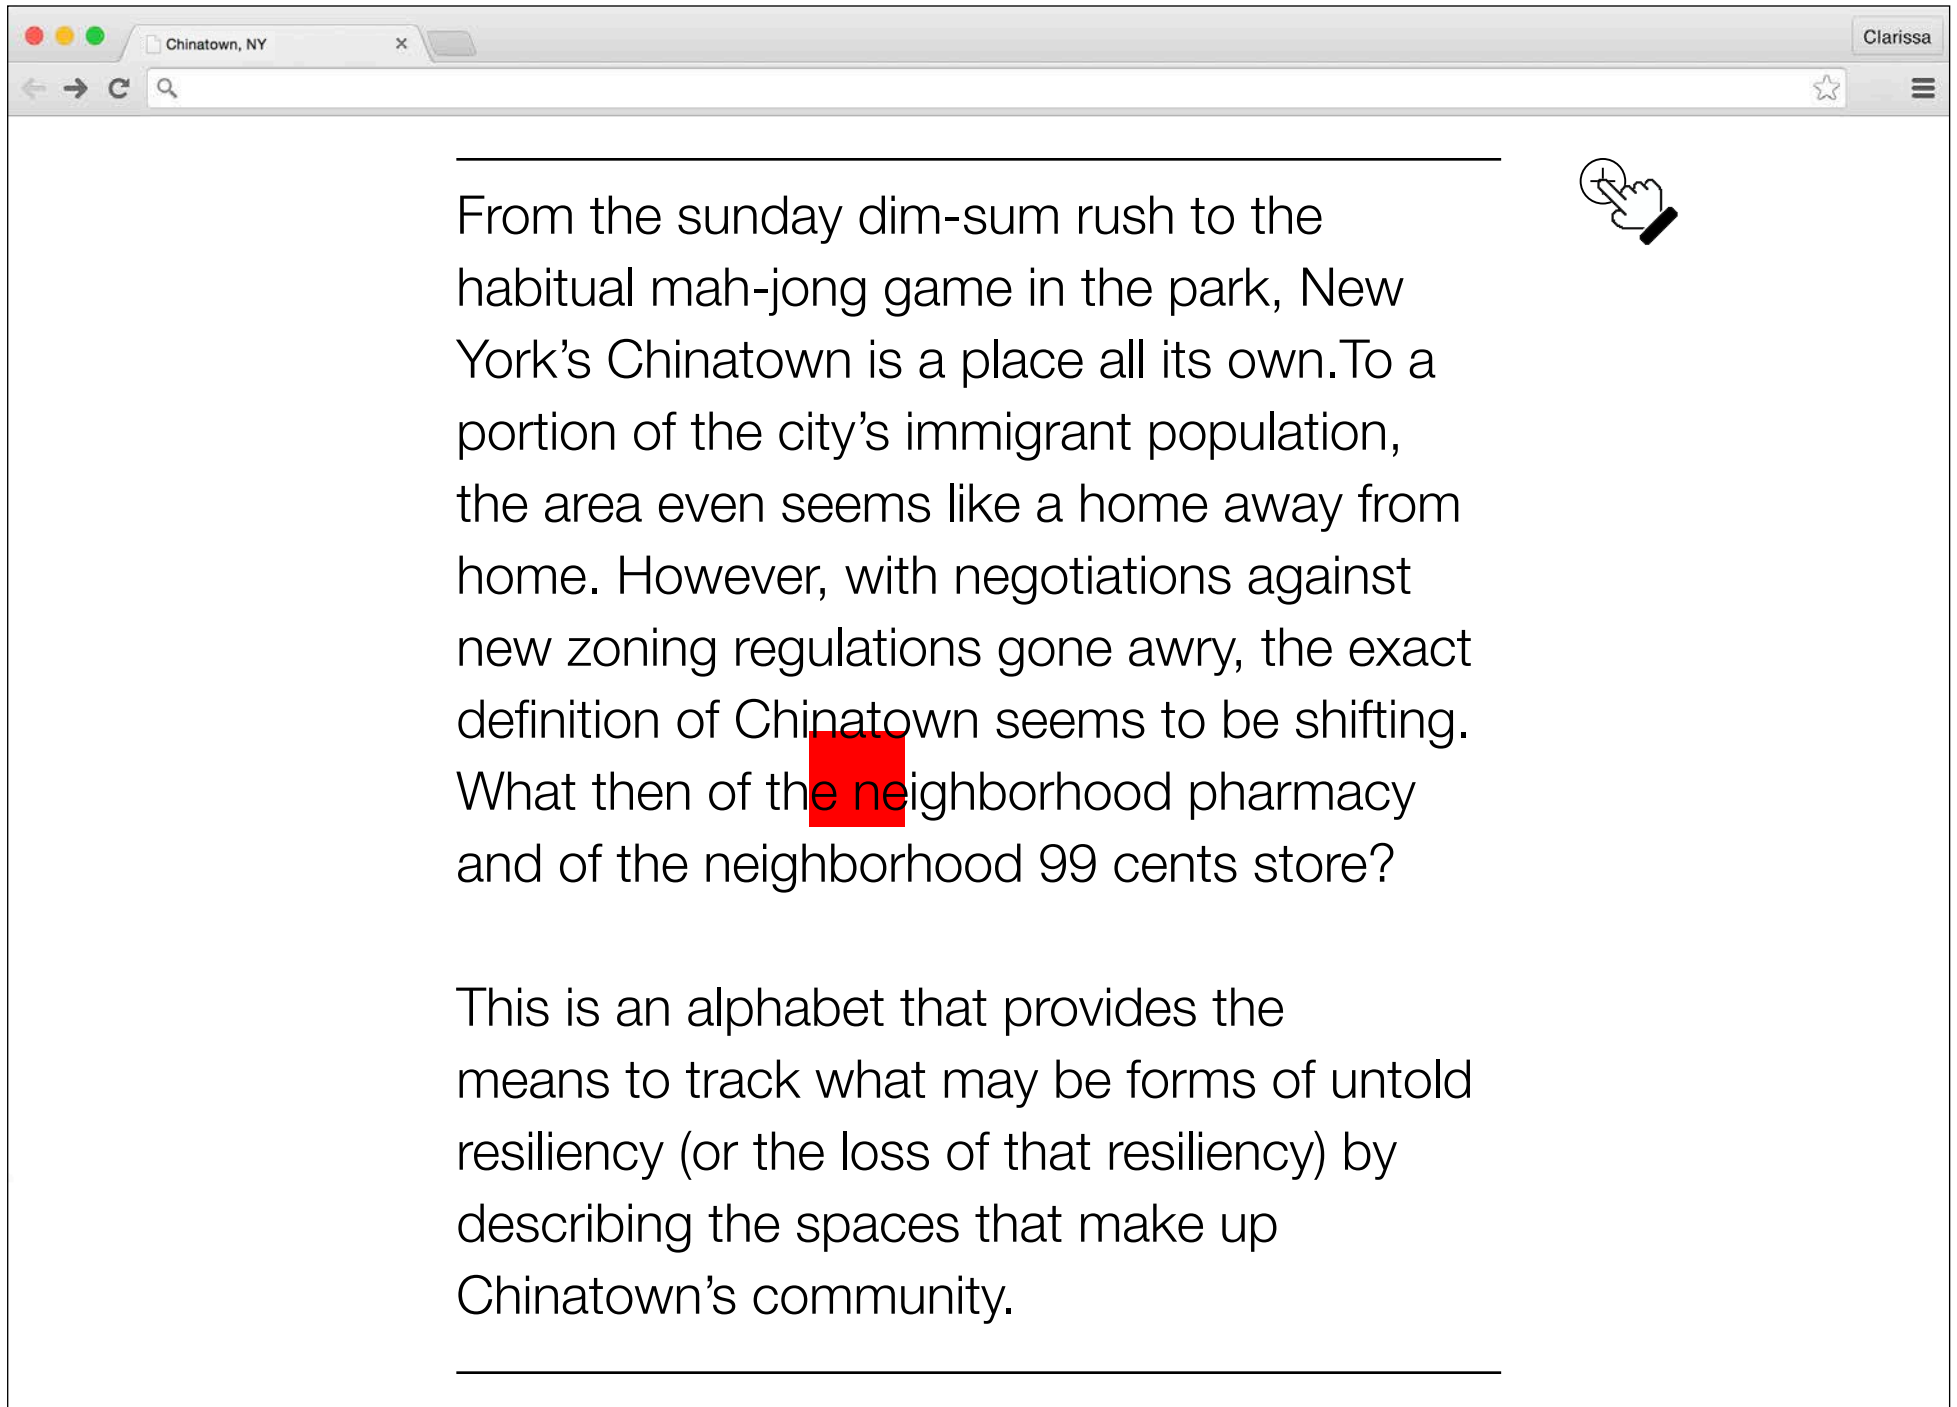 Chinatown, NY
Clarissa
From the sunday dim-sum rush to the
habitual mah-jong game in the park, New
York’s Chinatown is a place all its own.To a
portion of the city’s immigrant population,
the area even seems like a home away from
home. However, with negotiations against
new zoning regulations gone awry, the exact
definition of Chinatown seems to be shifting.
What then of the neighborhood pharmacy
and of the neighborhood 99 cents store?
This is an alphabet that provides the
means to track what may be forms of untold
resiliency (or the loss of that resiliency) by
describing the spaces that make up
Chinatown’s community.